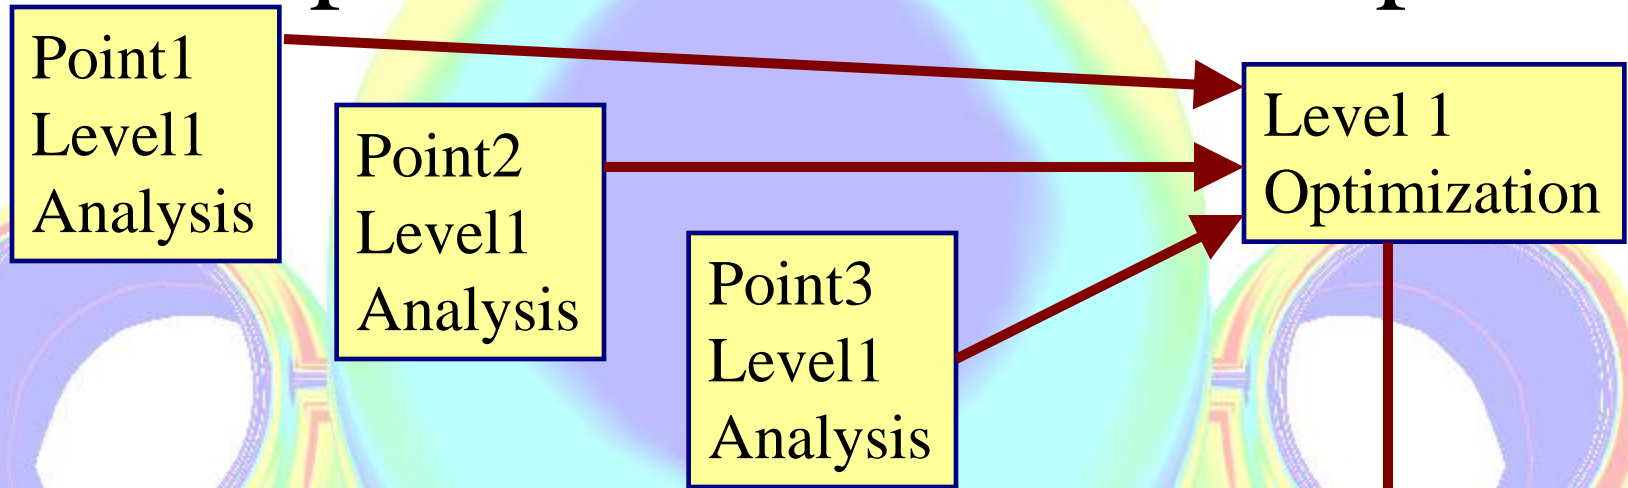 Point1
Level1
Analysis
Point2
Level1
Analysis
Point3
Level1
Analysis
Level 1
Optimization